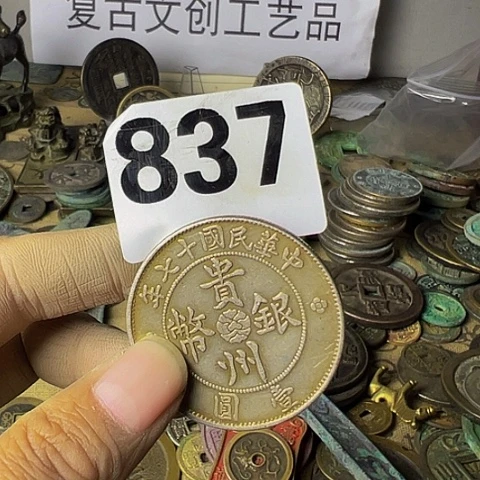 复古文创工艺品
837
中華民國十七年
貴州銀幣
壹圓